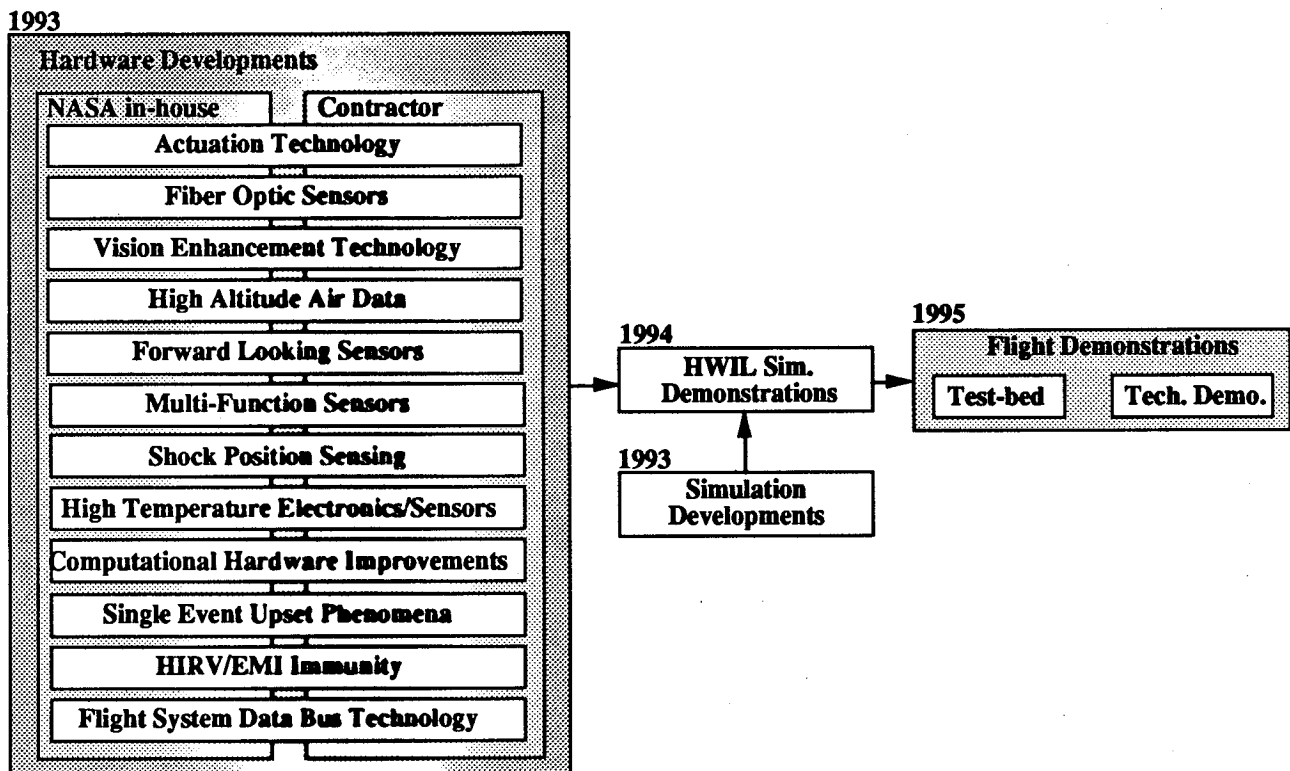 1993
Hardware Developments
NASA in-house
Contractor
Actuation Technology
Fiber Optic Sensors
Vision Enhancement Technology
High Altitude Air Data
Forward Looking Sensors
Multi-Function Sensors
Shock Position Sensing
High Temperature Electronics/Sensors
Computational Hardware Improvements
Single Event Upset Phenomena
HIRV/EMI Immunity
Flight System Data Bus Technology
1994
HWIL Sim.
Demonstrations
1993
Simulation
Developments
1995
Flight Demonstrations
Test-bed
Tech. Demo.